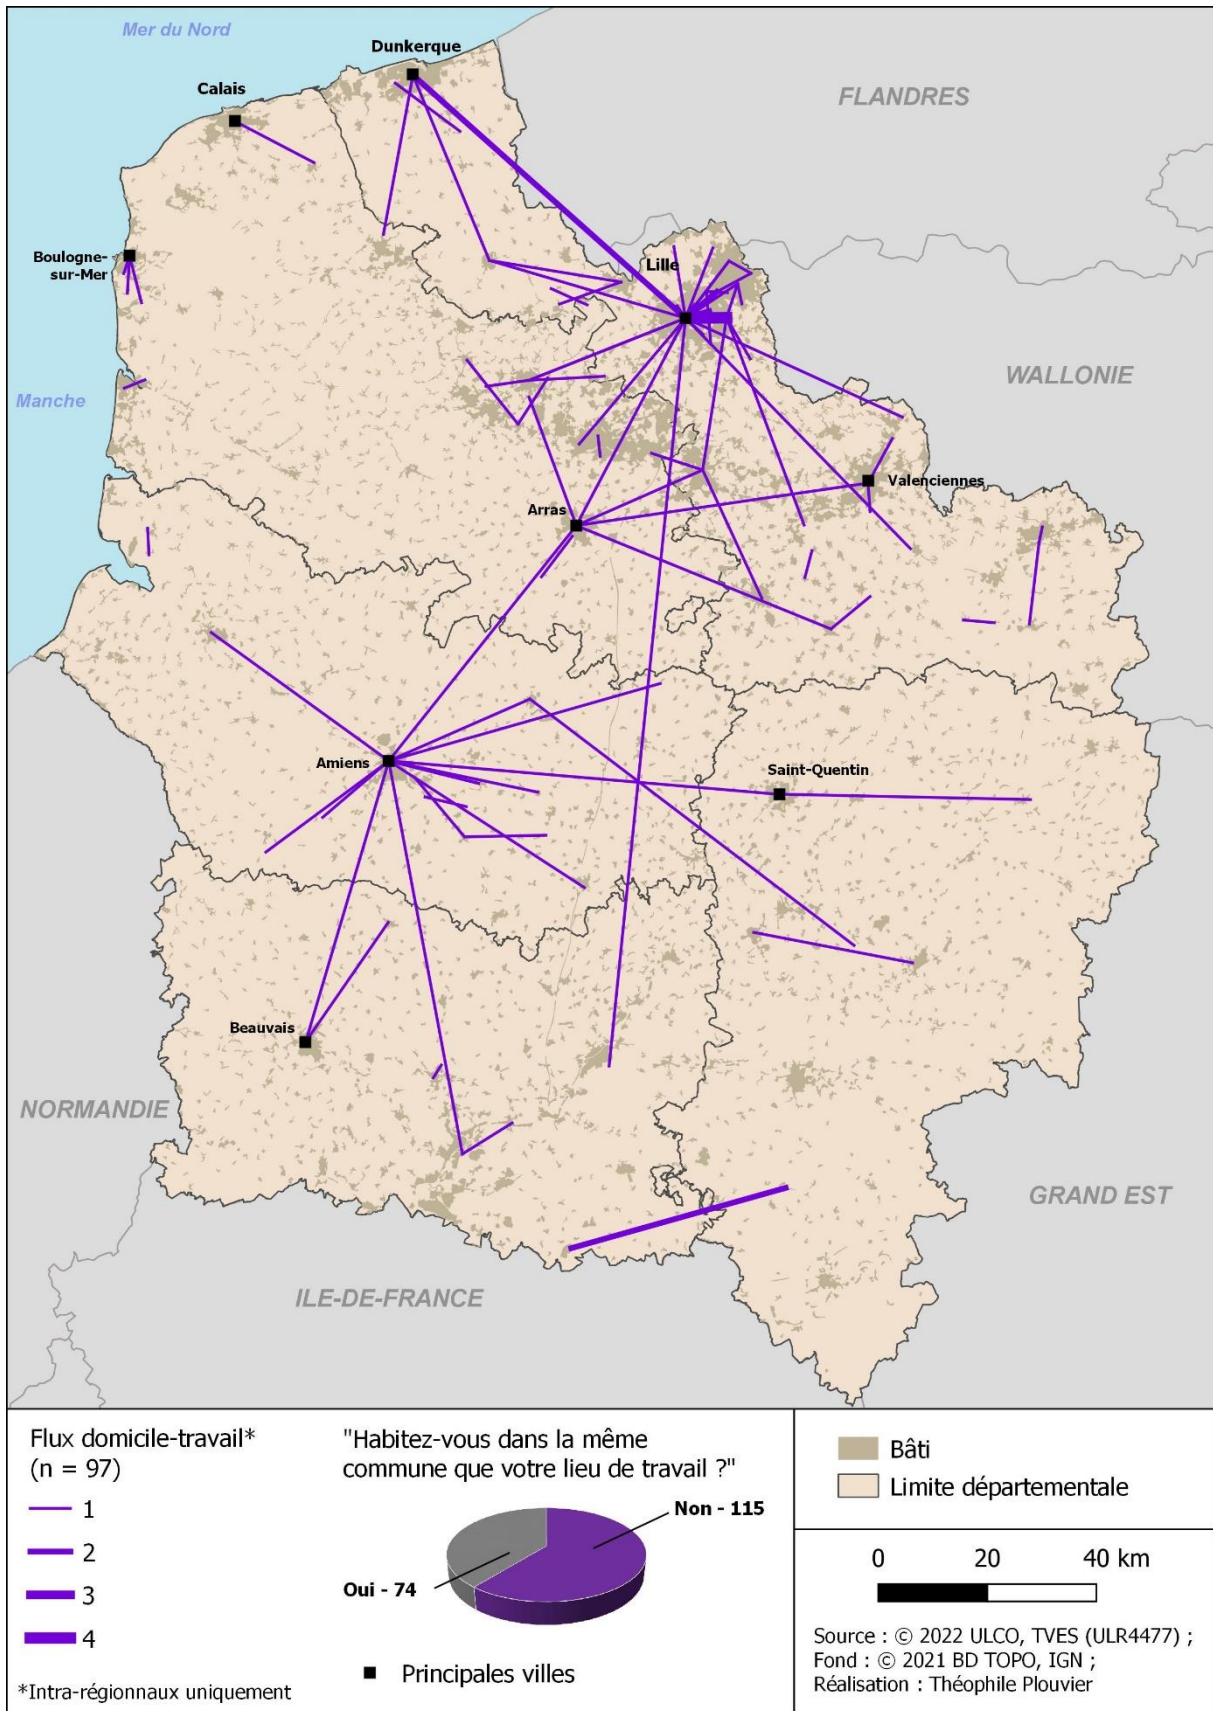 Mer du Nord
Dunkerque
Calais
FLANDRES
Boulogne-
sur-Mer
Lille
WALLONIE
Manche
Valenciennes
Arras
Amiens
Saint-Quentin
Beauvais
NORMANDIE
GRAND EST
ILE-DE-FRANCE
Flux domicile-travail*
(n = 97)
1
2
3
4
*Intra-régionnaux uniquement
"Habitez-vous dans la même
commune que votre lieu de travail ?"
Non - 115
Oui - 74
Principales villes
Bâti
Limite départementale
0 20 40 km
Source : © 2022 ULCO, TVES (ULR4477) ;
Fond : © 2021 BD TOPO, IGN ;
Réalisation : Théophile Plouvier